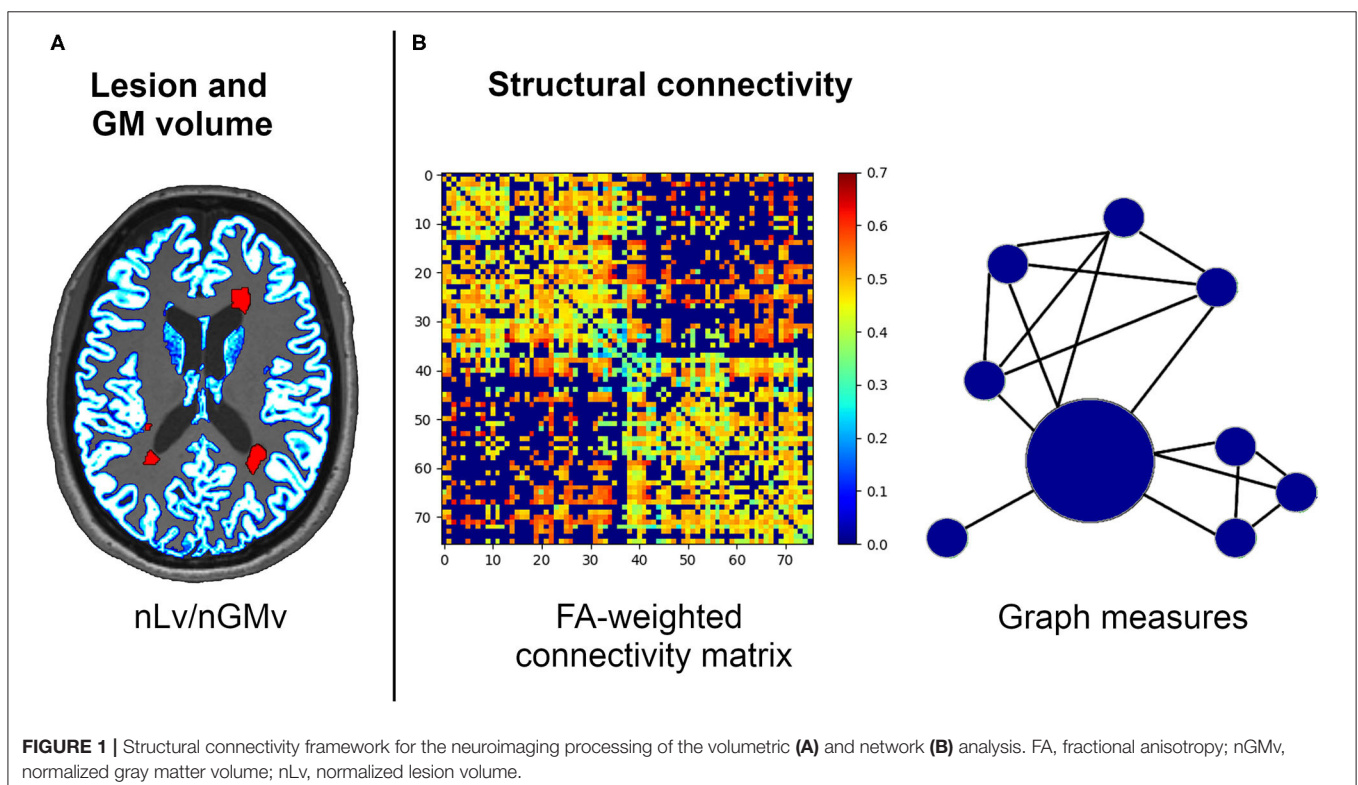 A
Lesion and
GM volume
nLv/nGMv
B
Structural connectivity
0
10
20
30
40
50
60
70
0 10 20 30 40 50 60 70
0.7
0.6
0.5
0.4
0.3
0.2
0.1
0.0
FA-weighted
connectivity matrix
Graph measures
FIGURE 1 | Structural connectivity framework for the neuroimaging processing of the volumetric (A) and network (B) analysis. FA, fractional anisotropy; nGMv,
normalized gray matter volume; nLv, normalized lesion volume.